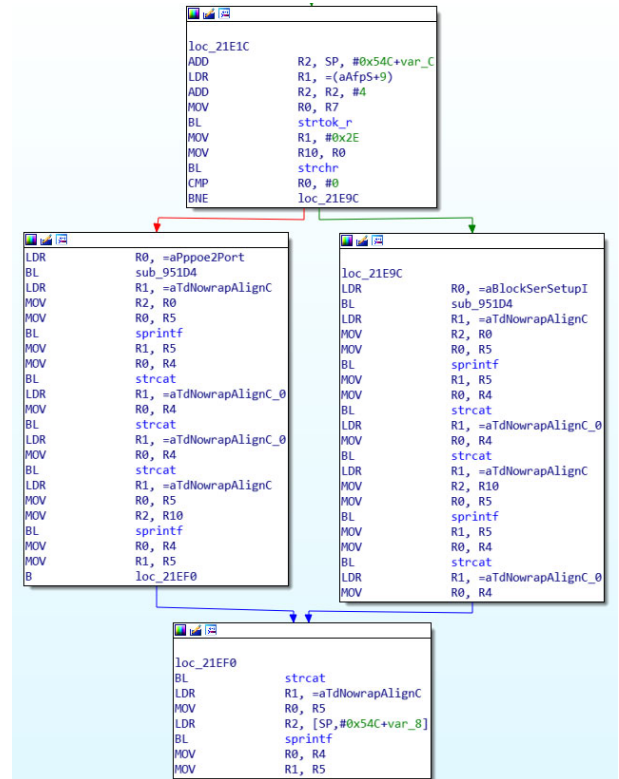 loc_21E1C
ADD R2, SP, #0x54C+var_C
LDR R1, =(aAfpS+9)
ADD R2, R2, #4
MOV R0, R7
BL strtok_r
MOV R1, #0x2E
MOV R10, R0
BL strchr
CMP R0, #0
BNE loc_21E9C
LDR R0, =aPppoe2Port
BL sub_951D4
LDR R1, =aTdNowrapAlignC
MOV R2, R0
MOV R0, R5
BL sprintf
MOV R1, R5
MOV R0, R4
BL strcat
LDR R1, =aTdNowrapAlignC_0
MOV R0, R4
BL strcat
LDR R1, =aTdNowrapAlignC_0
MOV R0, R4
BL strcat
LDR R1, =aTdNowrapAlignC
MOV R0, R5
MOV R2, R10
BL sprintf
MOV R0, R4
MOV R1, R5
B loc_21EF0
loc_21E9C
LDR R0, =aBlockSerSetupI
BL sub_951D4
LDR R1, =aTdNowrapAlignC
MOV R2, R0
MOV R0, R5
BL sprintf
MOV R1, R5
MOV R0, R4
BL strcat
LDR R1, =aTdNowrapAlignC_0
MOV R0, R4
BL strcat
LDR R1, =aTdNowrapAlignC
MOV R2, R10
MOV R0, R5
BL sprintf
MOV R1, R5
MOV R0, R4
BL strcat
LDR R1, =aTdNowrapAlignC_0
MOV R0, R4
loc_21EF0
BL strcat
LDR R1, =aTdNowrapAlignC
MOV R0, R5
LDR R2, [SP,#0x54C+var_8]
BL sprintf
MOV R0, R4
MOV R1, R5